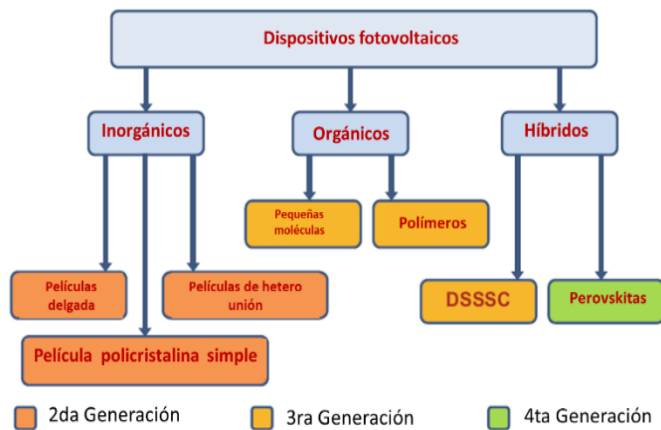 Dispositivos fotovoltaicos
Inorgánicos
Orgánicos
Híbridos
Pequeñas
moléculas
Polímeros
Películas
delgada
Películas de hetero
unión
DSSSC
Perovskitas
Película policristalina simple
2da Generación
3ra Generación
4ta Generación